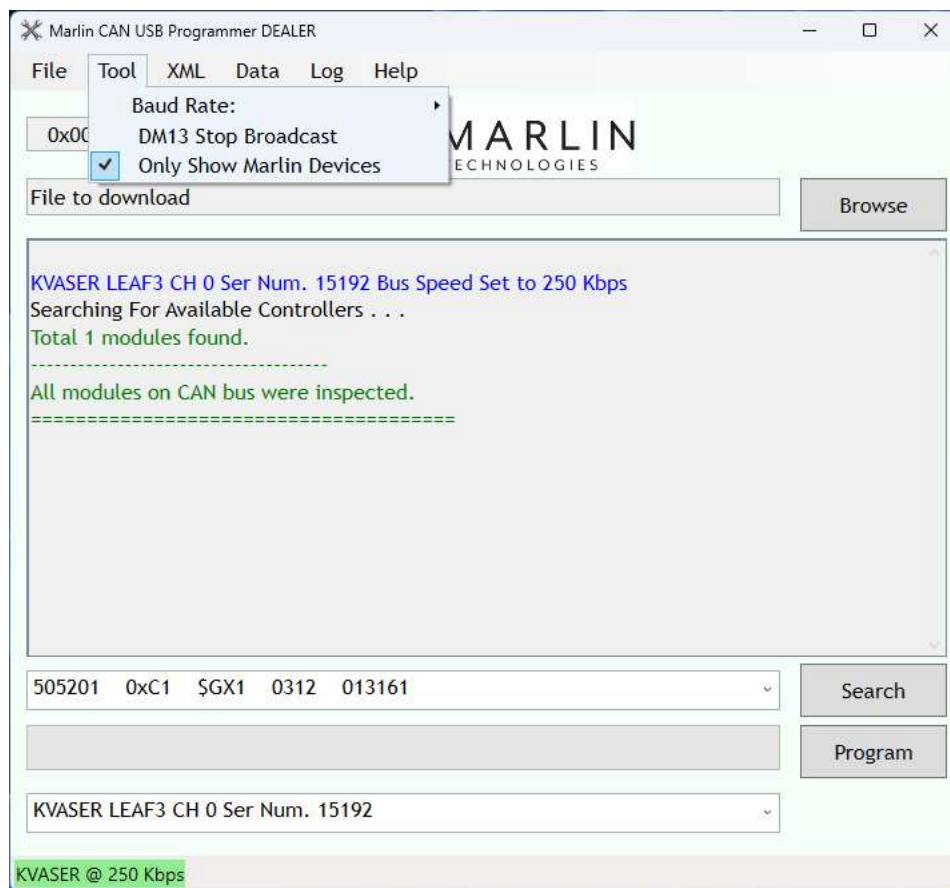 Marlin CAN USB Programmer DEALER
File Tool XML Data Log Help
Baud Rate:
DM13 Stop Broadcast
Only Show Marlin Devices
0x00
MARLIN
TECHNOLOGIES
File to download
Browse
KVASER LEAF3 CH 0 Ser Num. 15192 Bus Speed Set to 250 Kbps
Searching For Available Controllers . . .
Total 1 modules found.
-------------------------------------
All modules on CAN bus were inspected.
======================================
505201 0xC1 $GX1 0312 013161
Search
Program
KVASER LEAF3 CH 0 Ser Num. 15192
KVASER @ 250 Kbps